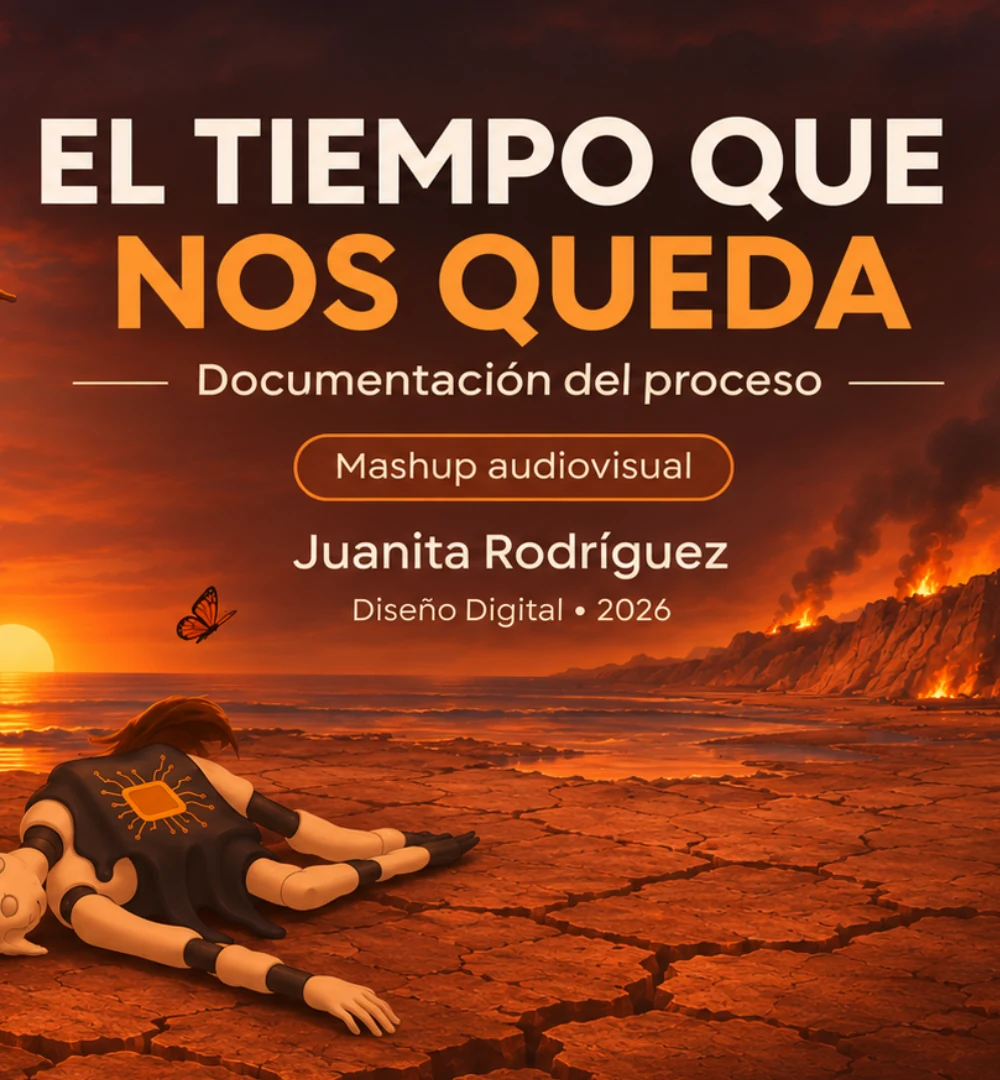 EL TIEMPO QUE
NOS QUEDA
Documentación del proceso
Mashup audiovisual
Juanita Rodríguez
Diseño Digital • 2026